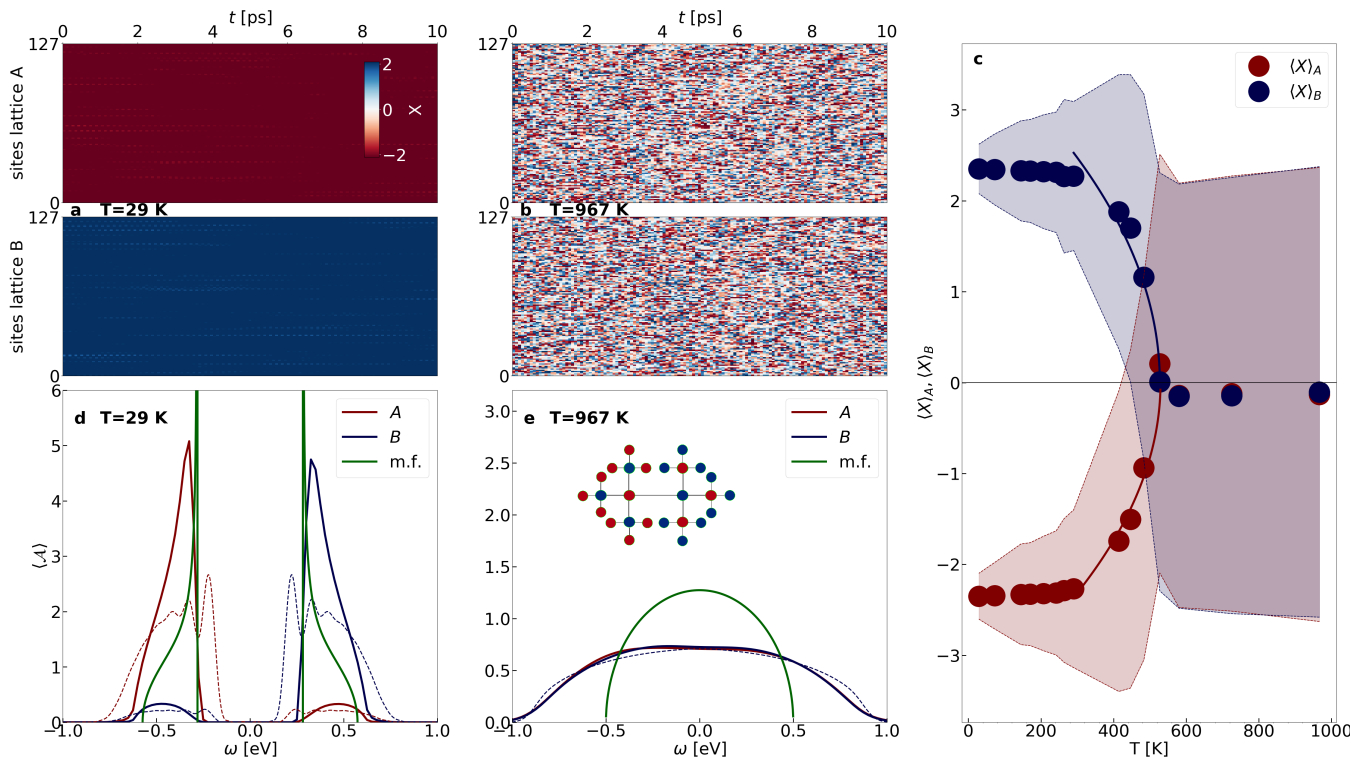 t [ps]
0 2 4 6 8 10
127
sites lattice A
0
2
0
−2
X
a T=29 K
127
sites lattice B
0
t [ps]
0 2 4 6 8 10
127
0
b T=967 K
127
0
c
⟨X⟩A
⟨X⟩B
3
2
1
0
−1
−2
−3
⟨X⟩A, ⟨X⟩B
0 200 400 600 800 1000
T [K]
d T=29 K
A
B
m.f.
6
5
4
3
2
1
0
⟨𝒜⟩
−1.0 −0.5 0.0 0.5 1.0
ω [eV]
e T=967 K
A
B
m.f.
3.0
2.5
2.0
1.5
1.0
0.5
0.0
−1.0 −0.5 0.0 0.5 1.0
ω [eV]